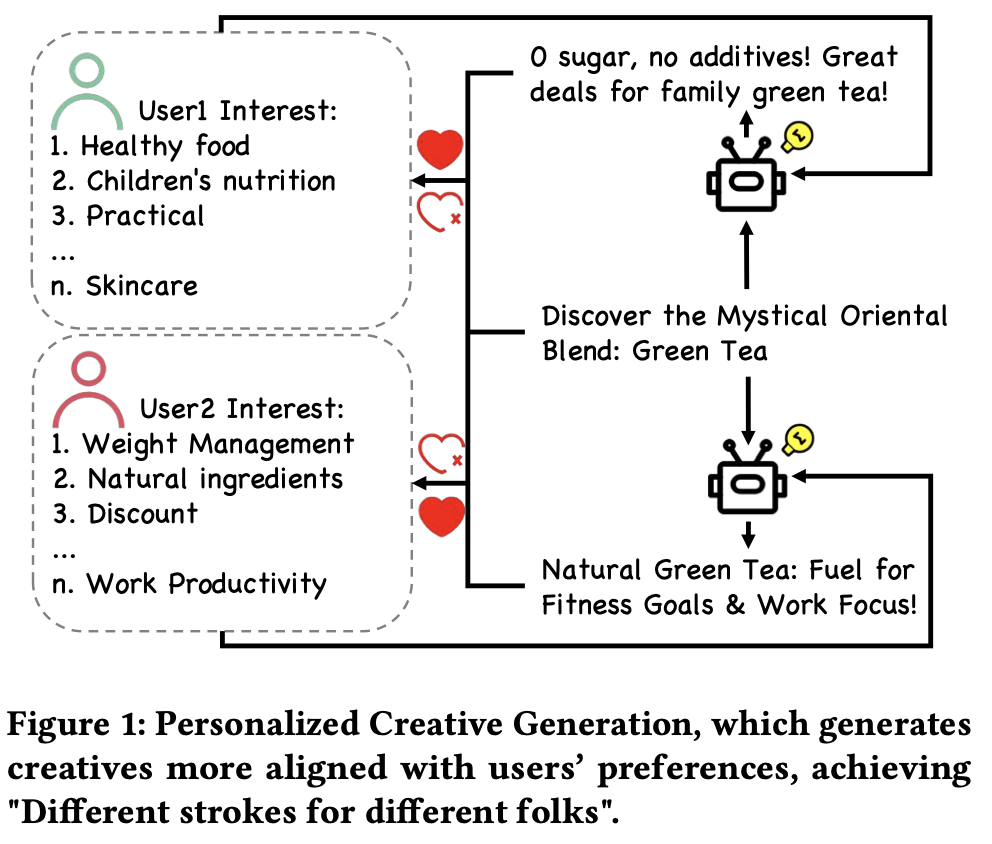 User1 Interest:
1. Healthy food
2. Children's nutrition
3. Practical
...
n. Skincare
User2 Interest:
1. Weight Management
2. Natural ingredients
3. Discount
...
n. Work Productivity
0 sugar, no additives! Great
deals for family green tea!
Discover the Mystical Oriental
Blend: Green Tea
Natural Green Tea: Fuel for
Fitness Goals & Work Focus!
Figure 1: Personalized Creative Generation, which generates
creatives more aligned with users' preferences, achieving
"Different strokes for different folks".